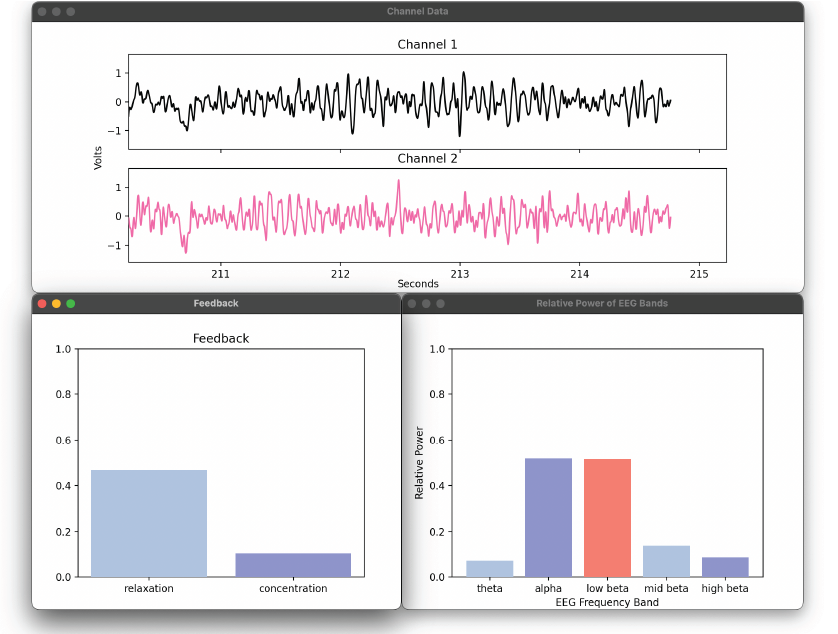 Channel Data
Channel 1
1
0
−1
Channel 2
Volts
1
0
−1
211 212 213 214 215
Seconds
Feedback
Feedback
1.0
0.8
0.6
0.4
0.2
0.0
relaxation concentration
Relative Power of EEG Bands
1.0
0.8
0.6
0.4
0.2
0.0
Relative Power
theta alpha low beta mid beta high beta
EEG Frequency Band